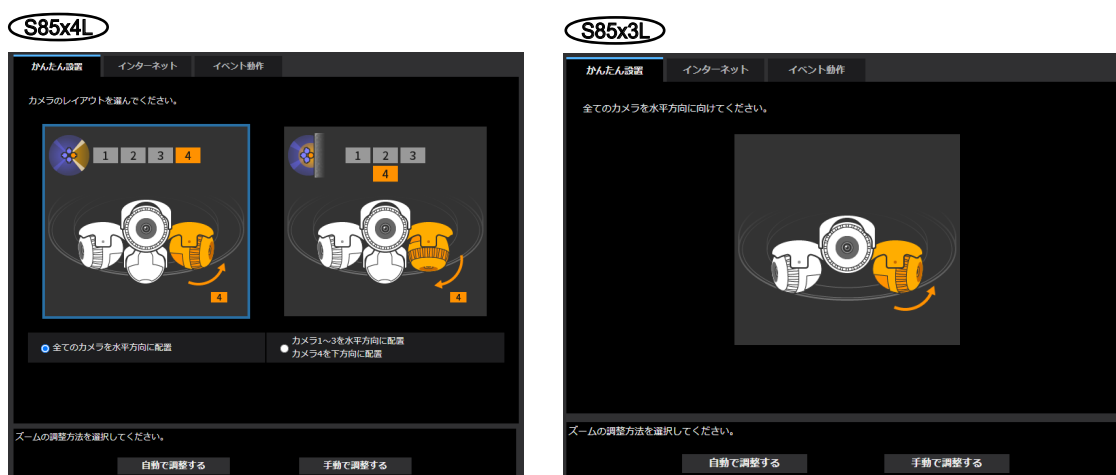 S85x4L
かんたん設置 インターネット イベント動作
カメラのレイアウトを選んでください。
1 2 3 4
1 2 3
4
4
4
全てのカメラを水平方向に配置
カメラ1～3を水平方向に配置
カメラ4を下方向に配置
ズームの調整方法を選択してください。
自動で調整する 手動で調整する
S85x3L
かんたん設置 インターネット イベント動作
全てのカメラを水平方向に向けてください。
ズームの調整方法を選択してください。
自動で調整する 手動で調整する